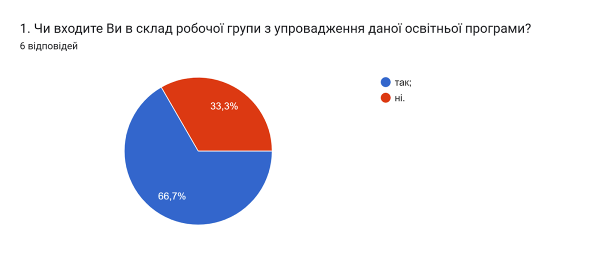 1. Чи входите Ви в склад робочої групи з упровадження даної освітньої програми?
6 відповідей
33,3%
66,7%
так;
ні.